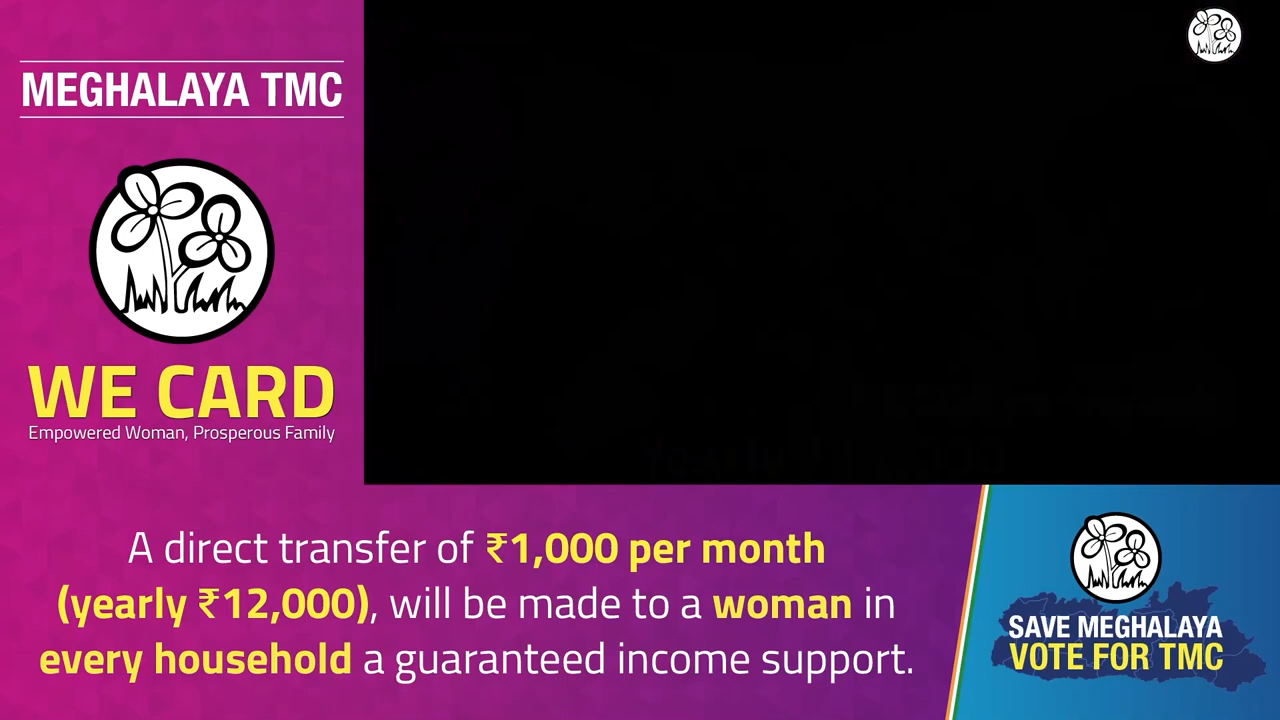 MEGHALAYA TMC
WE CARD
Empowered Woman, Prosperous Family
A direct transfer of ₹1,000 per month
(yearly ₹12,000), will be made to a woman in
every household a guaranteed income support.
SAVE MEGHALAYA
VOTE FOR TMC